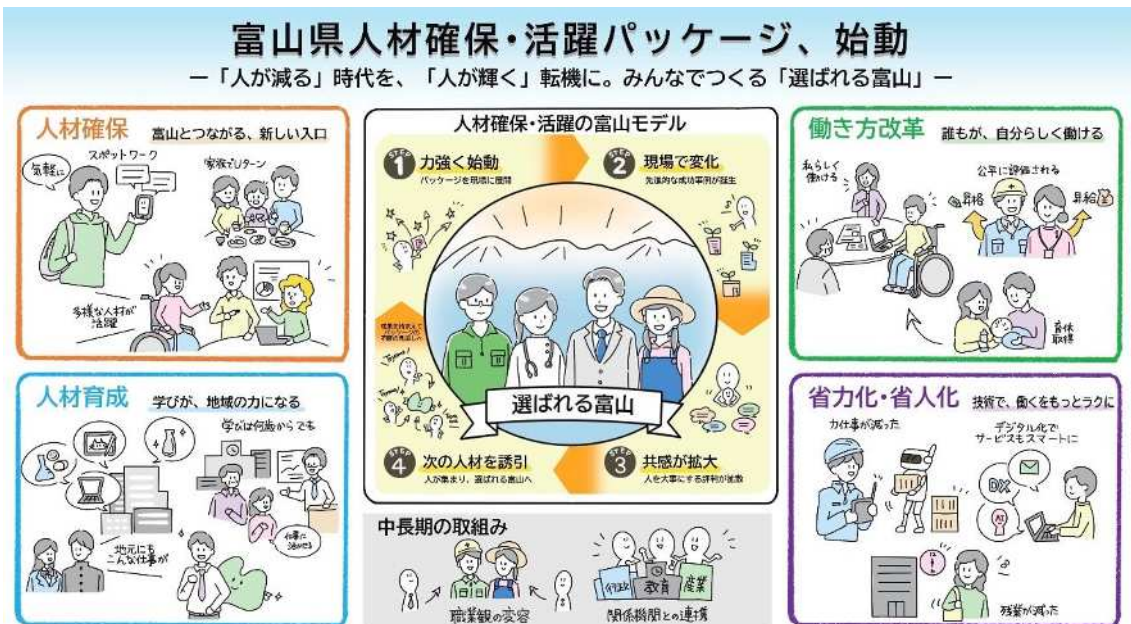 富山県人材確保・活躍パッケージ、始動
ー「人が減る」時代を、「人が輝く」転機に。みんなでつくる「選ばれる富山」ー
人材確保 富山とつながる、新しい入口
気軽に
スポットワーク
家族でUターン
多様な人材が
活躍
人材確保・活躍の富山モデル
STEP 1 力強く始動
パッケージを現場に展開
STEP 2 現場で変化
先進的な成功事例が誕生
選ばれる富山
STEP 4 次の人材を誘引
人が集まり、選ばれる富山へ
STEP 3 共感が拡大
人を大事にする評判が拡散
働き方改革 誰もが、自分らしく働ける
私らしく
働ける
公平に評価される
昇格
昇給
育休
取得
人材育成 学びが、地域の力になる
学びは何歳からでも
仕事に
活かせる
地元にも
こんな仕事が
中長期の取組み
職業観の変容
行政
教育
産業
関係機関との連携
省力化・省人化 技術で、働くをもっとラクに
力仕事が減った
デジタル化で
サービスもスマートに
DX
AI
残業が減った